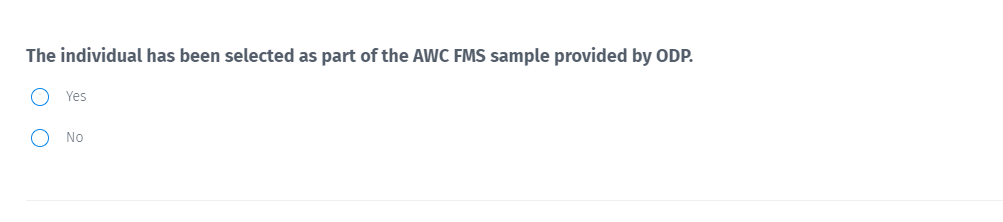 The individual has been selected as part of the AWC FMS sample provided by ODP.
Yes
No